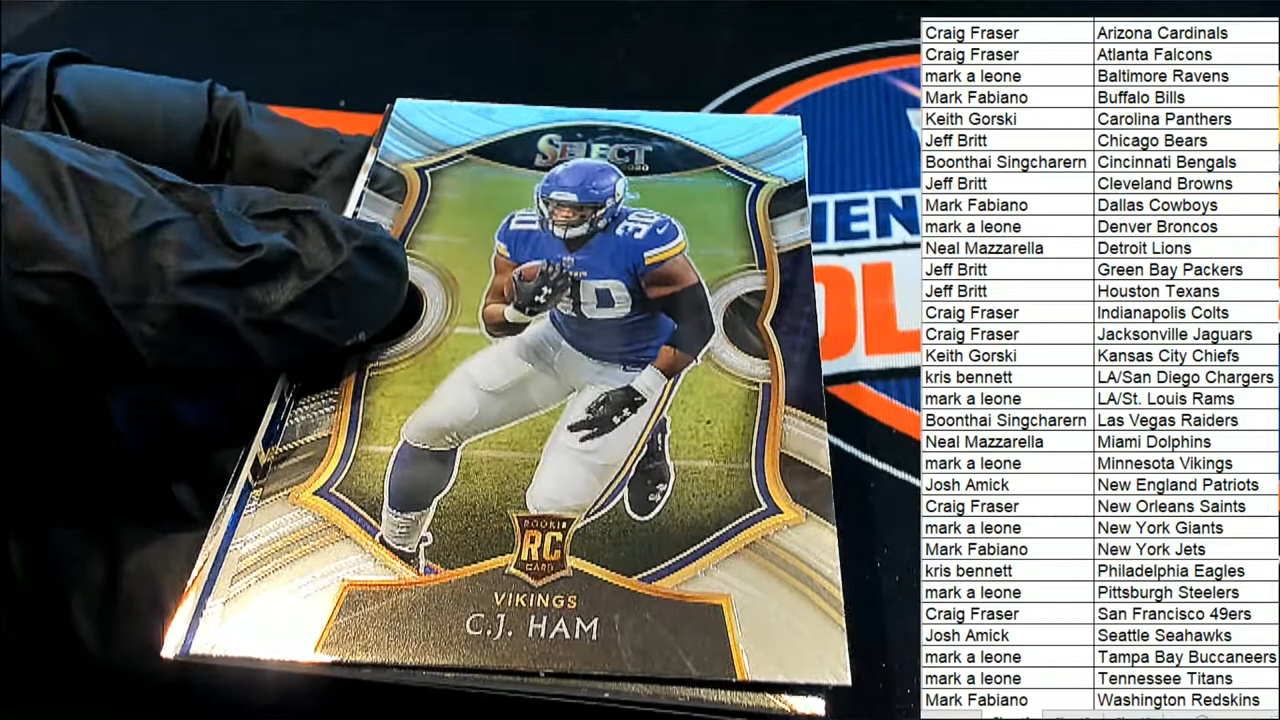 SELECT
2020
30
30
ROOKIE
RC
CARD
VIKINGS
C.J. HAM
Craig Fraser Arizona Cardinals
Craig Fraser Atlanta Falcons
mark a leone Baltimore Ravens
Mark Fabiano Buffalo Bills
Keith Gorski Carolina Panthers
Jeff Britt Chicago Bears
Boonthai Singcharern Cincinnati Bengals
Jeff Britt Cleveland Browns
Mark Fabiano Dallas Cowboys
mark a leone Denver Broncos
Neal Mazzarella Detroit Lions
Jeff Britt Green Bay Packers
Jeff Britt Houston Texans
Craig Fraser Indianapolis Colts
Craig Fraser Jacksonville Jaguars
Keith Gorski Kansas City Chiefs
kris bennett LA/San Diego Chargers
mark a leone LA/St. Louis Rams
Boonthai Singcharern Las Vegas Raiders
Neal Mazzarella Miami Dolphins
mark a leone Minnesota Vikings
Josh Amick New England Patriots
Craig Fraser New Orleans Saints
mark a leone New York Giants
Mark Fabiano New York Jets
kris bennett Philadelphia Eagles
mark a leone Pittsburgh Steelers
Craig Fraser San Francisco 49ers
Josh Amick Seattle Seahawks
mark a leone Tampa Bay Buccaneers
mark a leone Tennessee Titans
Mark Fabiano Washington Redskins